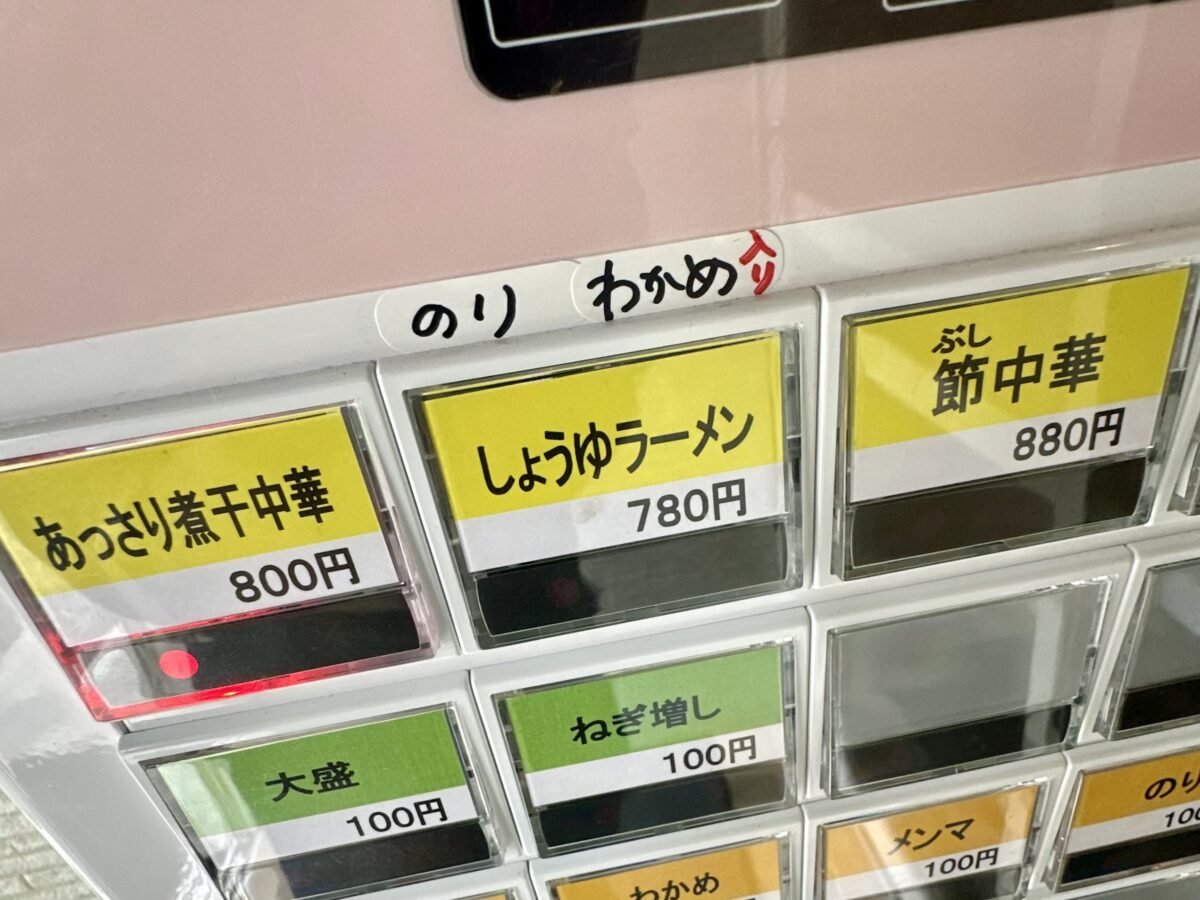 のり わかめ入り
あっさり煮干中華
800円
しょうゆラーメン
780円
ぶし
節中華
880円
大盛
100円
ねぎ増し
100円
わかめ
メンマ
100円
のり